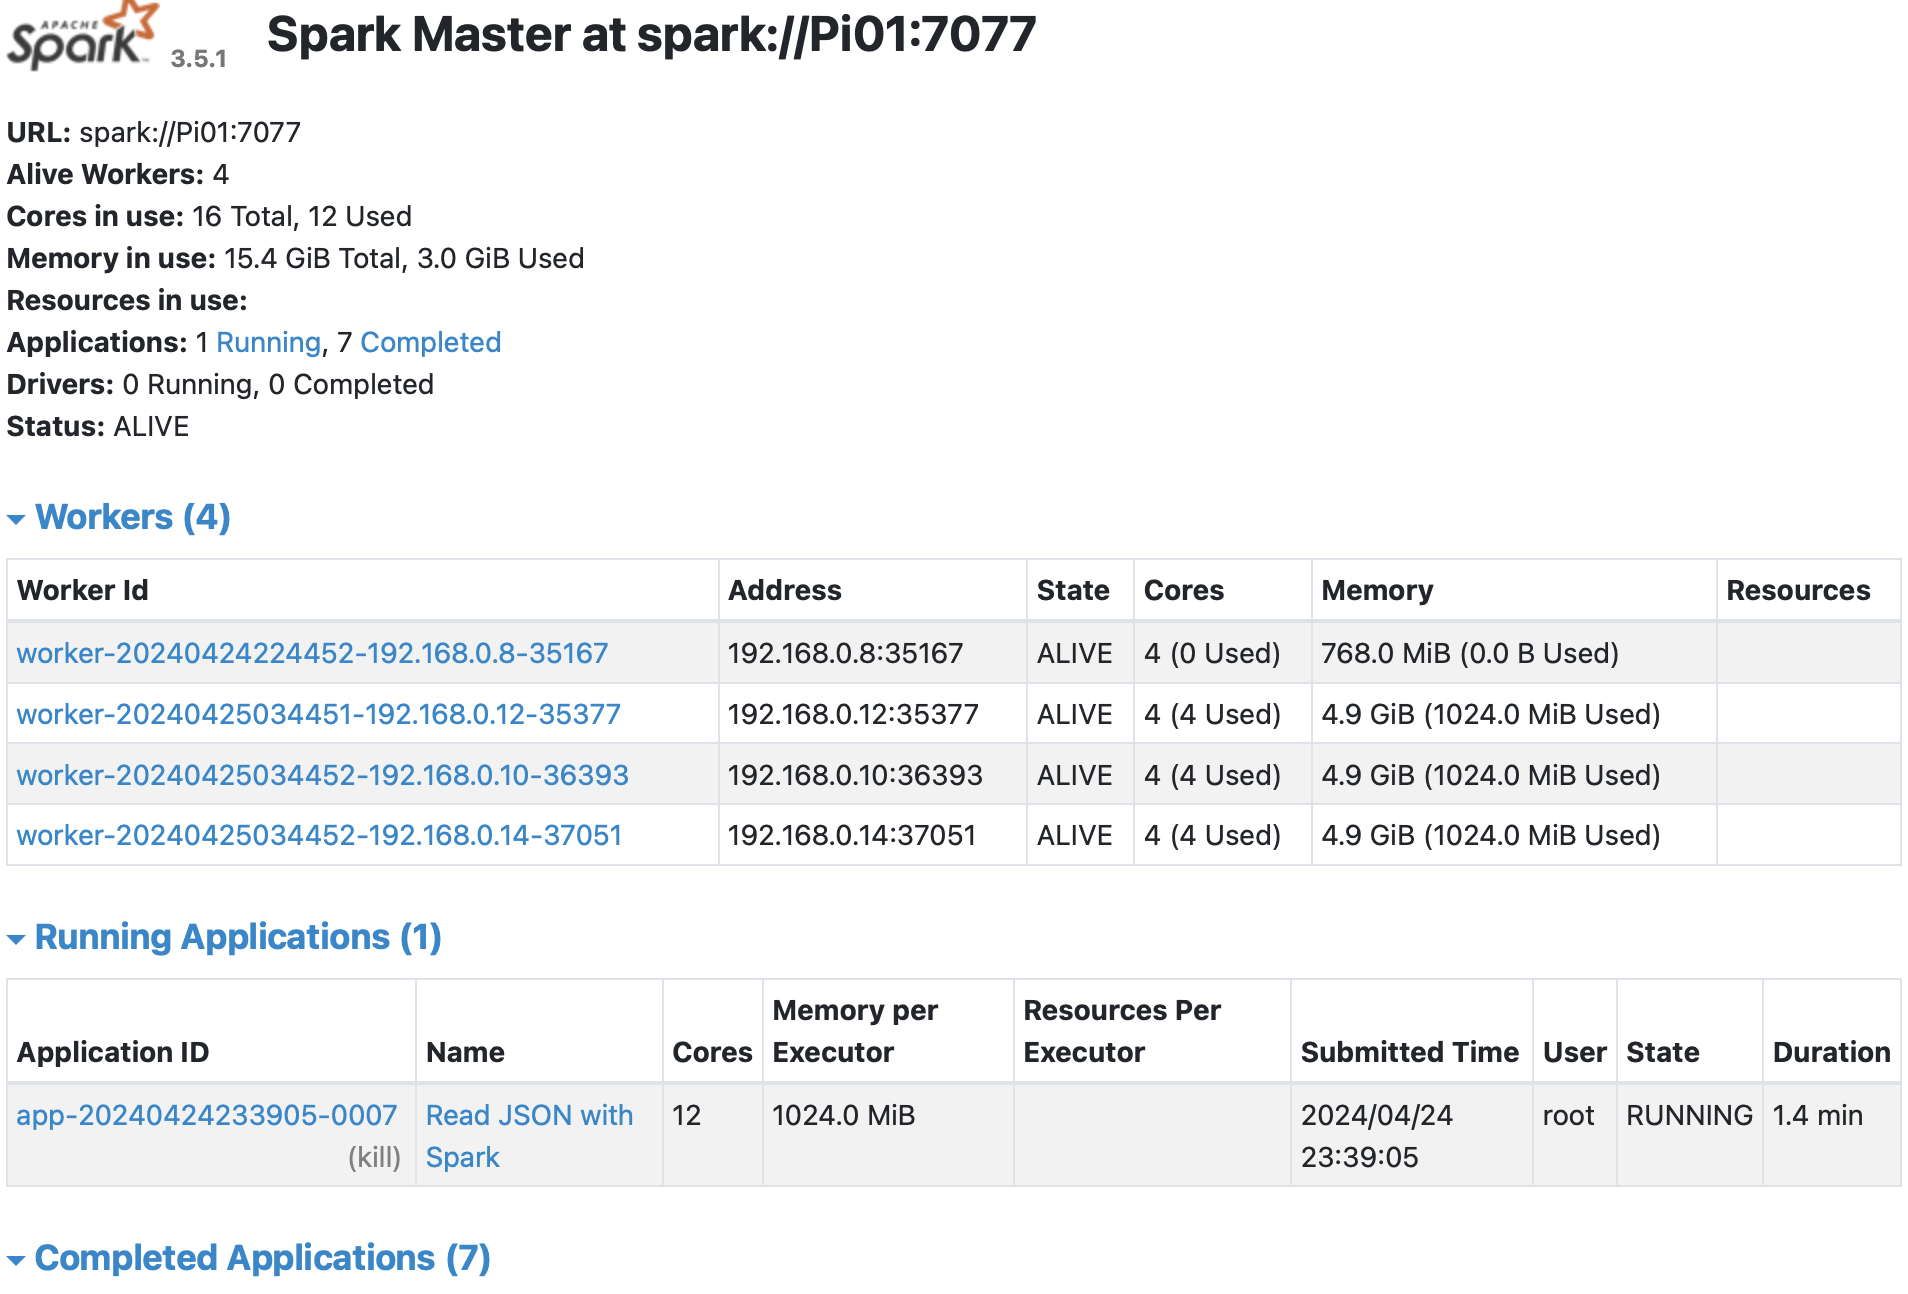 APACHE
Spark 3.5.1 Spark Master at spark://Pi01:7077
URL: spark://Pi01:7077
Alive Workers: 4
Cores in use: 16 Total, 12 Used
Memory in use: 15.4 GiB Total, 3.0 GiB Used
Resources in use:
Applications: 1 Running, 7 Completed
Drivers: 0 Running, 0 Completed
Status: ALIVE
Workers (4)
Worker Id Address State Cores Memory Resources
worker-20240424224452-192.168.0.8-35167 192.168.0.8:35167 ALIVE 4 (0 Used) 768.0 MiB (0.0 B Used)
worker-20240425034451-192.168.0.12-35377 192.168.0.12:35377 ALIVE 4 (4 Used) 4.9 GiB (1024.0 MiB Used)
worker-20240425034452-192.168.0.10-36393 192.168.0.10:36393 ALIVE 4 (4 Used) 4.9 GiB (1024.0 MiB Used)
worker-20240425034452-192.168.0.14-37051 192.168.0.14:37051 ALIVE 4 (4 Used) 4.9 GiB (1024.0 MiB Used)
Running Applications (1)
Application ID Name Cores Memory per Executor Resources Per Executor Submitted Time User State Duration
app-20240424233905-0007 (kill) Read JSON with Spark 12 1024.0 MiB 2024/04/24 23:39:05 root RUNNING 1.4 min
Completed Applications (7)